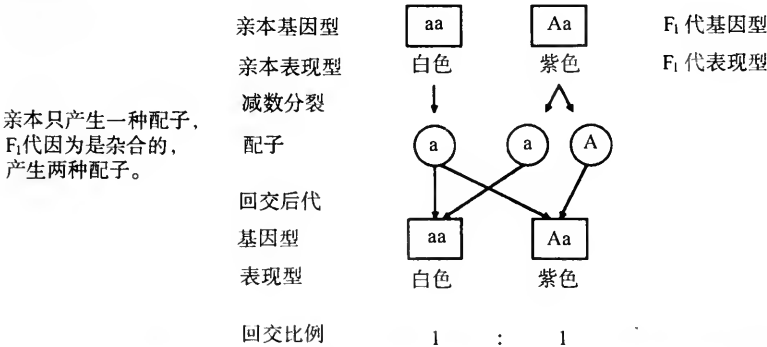 亲本基因型 aa Aa F₁代基因型
亲本表现型 白色 紫色 F₁代表现型
减数分裂
亲本只产生一种配子，
F₁代因为是杂合的，
产生两种配子。
配子 a a A
回交后代
基因型 aa Aa
表现型 白色 紫色
回交比例 1 : 1